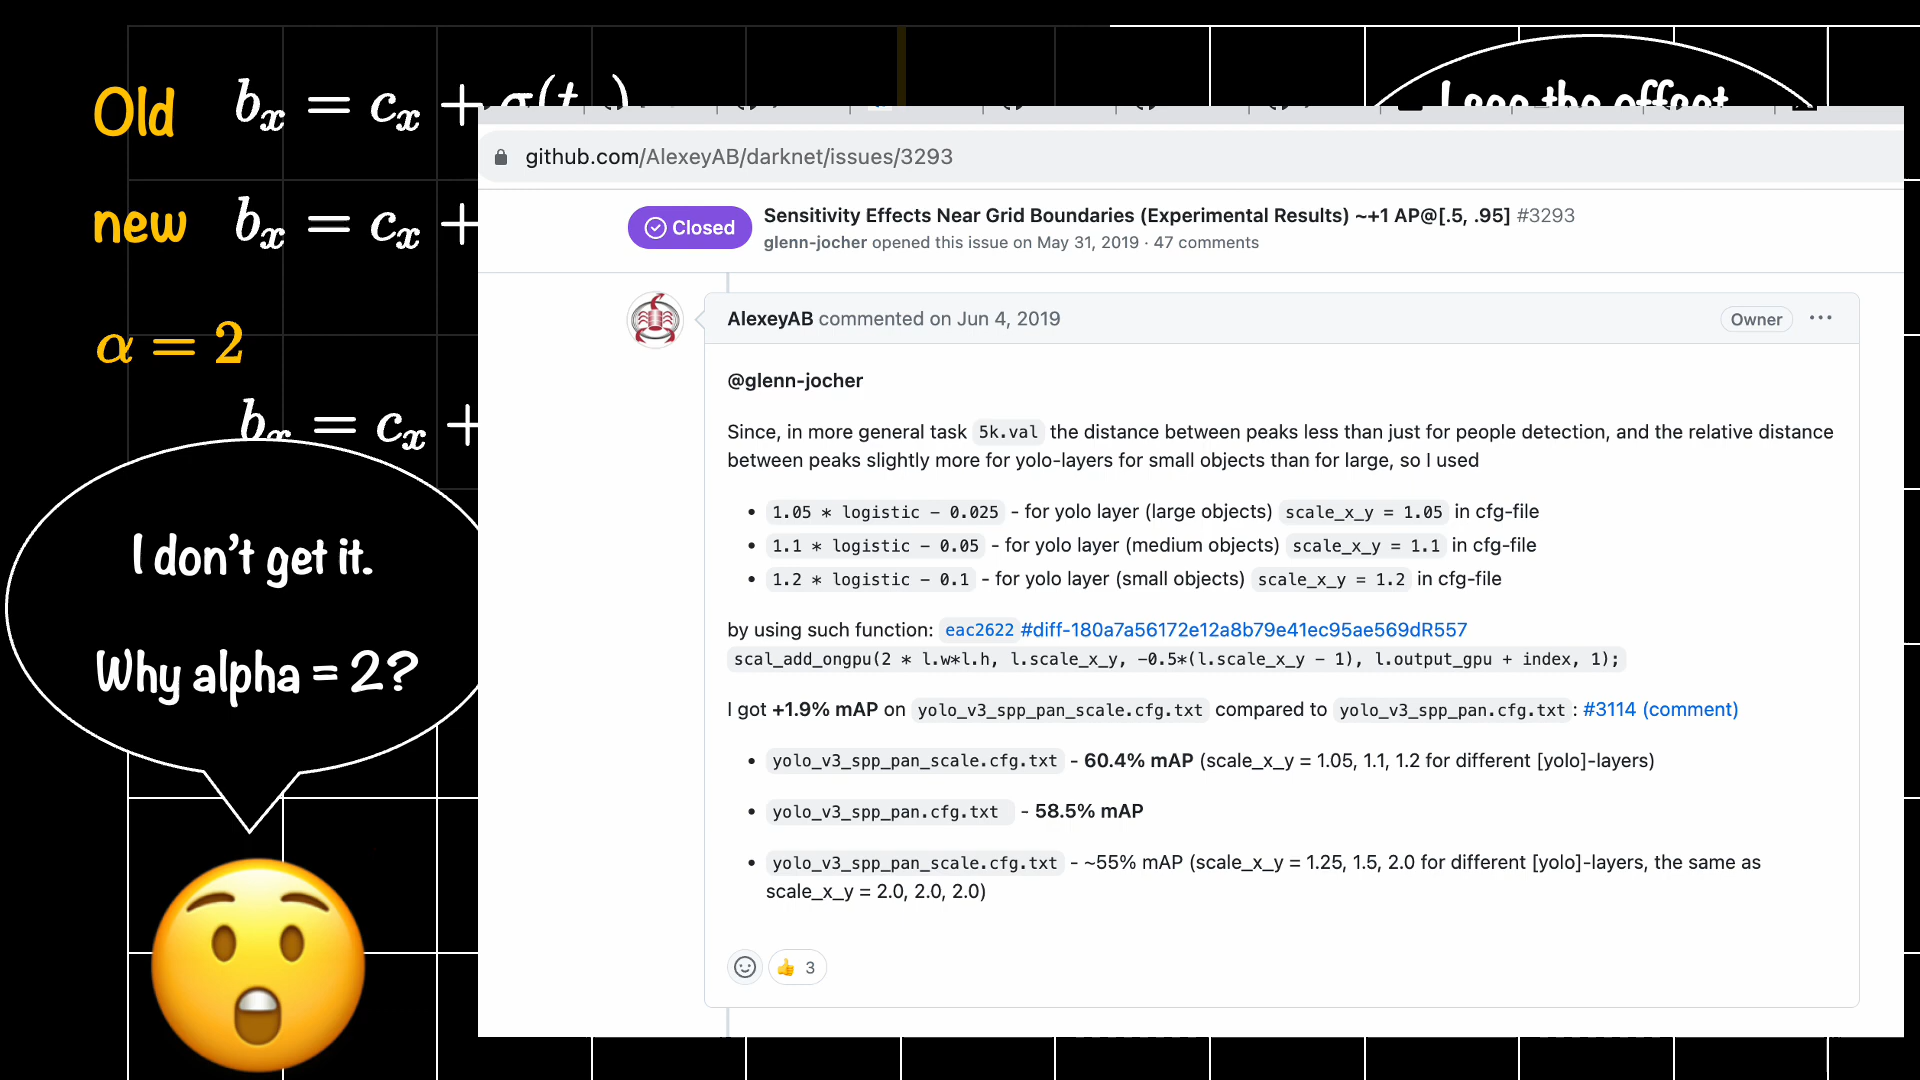 Old bₓ = cₓ + σ(t )
new bₓ = cₓ +
α = 2
bₓ = cₓ +
I don't get it.
Why alpha = 2?
github.com/AlexeyAB/darknet/issues/3293
Closed
Sensitivity Effects Near Grid Boundaries (Experimental Results) ~+1 AP@[.5, .95] #3293
glenn-jocher opened this issue on May 31, 2019 · 47 comments
AlexeyAB commented on Jun 4, 2019
Owner ...
@glenn-jocher
Since, in more general task 5k.val the distance between peaks less than just for people detection, and the relative distance
between peaks slightly more for yolo-layers for small objects than for large, so I used
• 1.05 * logistic - 0.025 - for yolo layer (large objects) scale_x_y = 1.05 in cfg-file
• 1.1 * logistic - 0.05 - for yolo layer (medium objects) scale_x_y = 1.1 in cfg-file
• 1.2 * logistic - 0.1 - for yolo layer (small objects) scale_x_y = 1.2 in cfg-file
by using such function: eac2622 #diff-180a7a56172e12a8b79e41ec95ae569dR557
scal_add_ongpu(2 * l.w*l.h, l.scale_x_y, -0.5*(l.scale_x_y - 1), l.output_gpu + index, 1);
I got +1.9% mAP on yolo_v3_spp_pan_scale.cfg.txt compared to yolo_v3_spp_pan.cfg.txt: #3114 (comment)
• yolo_v3_spp_pan_scale.cfg.txt - 60.4% mAP (scale_x_y = 1.05, 1.1, 1.2 for different [yolo]-layers)
• yolo_v3_spp_pan.cfg.txt - 58.5% mAP
• yolo_v3_spp_pan_scale.cfg.txt - ~55% mAP (scale_x_y = 1.25, 1.5, 2.0 for different [yolo]-layers, the same as
scale_x_y = 2.0, 2.0, 2.0)
3